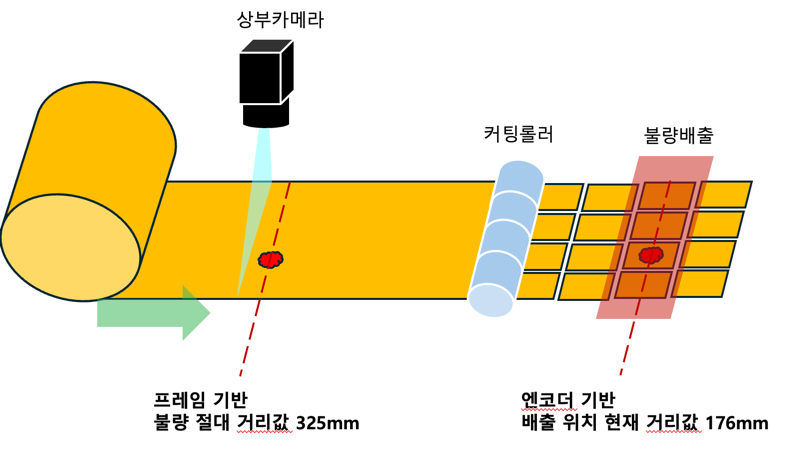 상부카메라
커팅롤러
불량배출
프레임 기반
불량 절대 거리값 325mm
엔코더 기반
배출 위치 현재 거리값 176mm